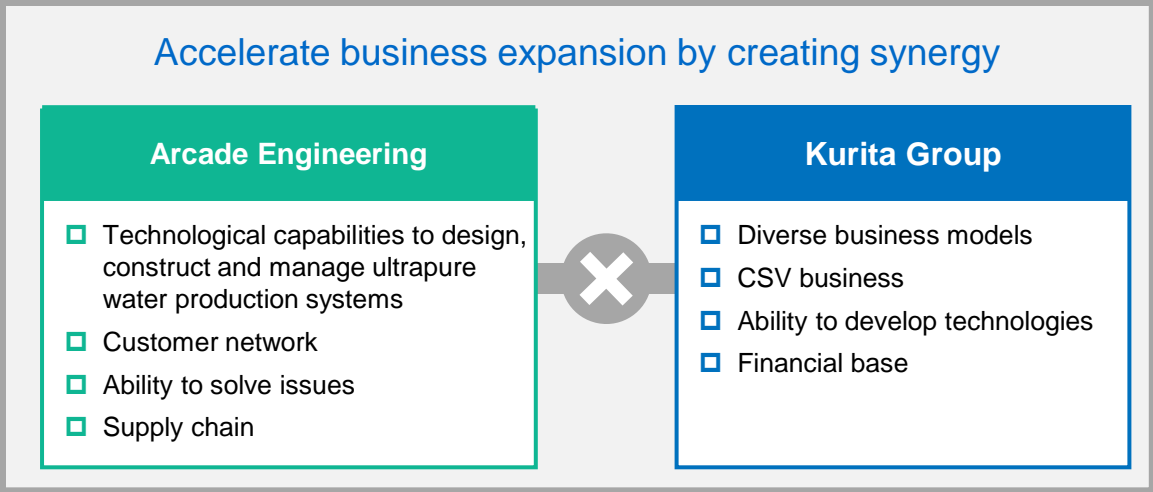 Accelerate business expansion by creating synergy
Arcade Engineering
Technological capabilities to design,
construct and manage ultrapure
water production systems
Customer network
Ability to solve issues
Supply chain
Kurita Group
Diverse business models
CSV business
Ability to develop technologies
Financial base